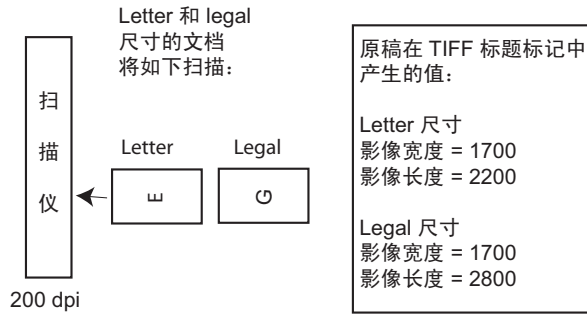 Letter 和 legal
尺寸的文档
将如下扫描：
扫
描
仪
Letter
Legal
E
G
200 dpi
原稿在 TIFF 标题标记中
产生的值：
Letter 尺寸
影像宽度 = 1700
影像长度 = 2200
Legal 尺寸
影像宽度 = 1700
影像长度 = 2800